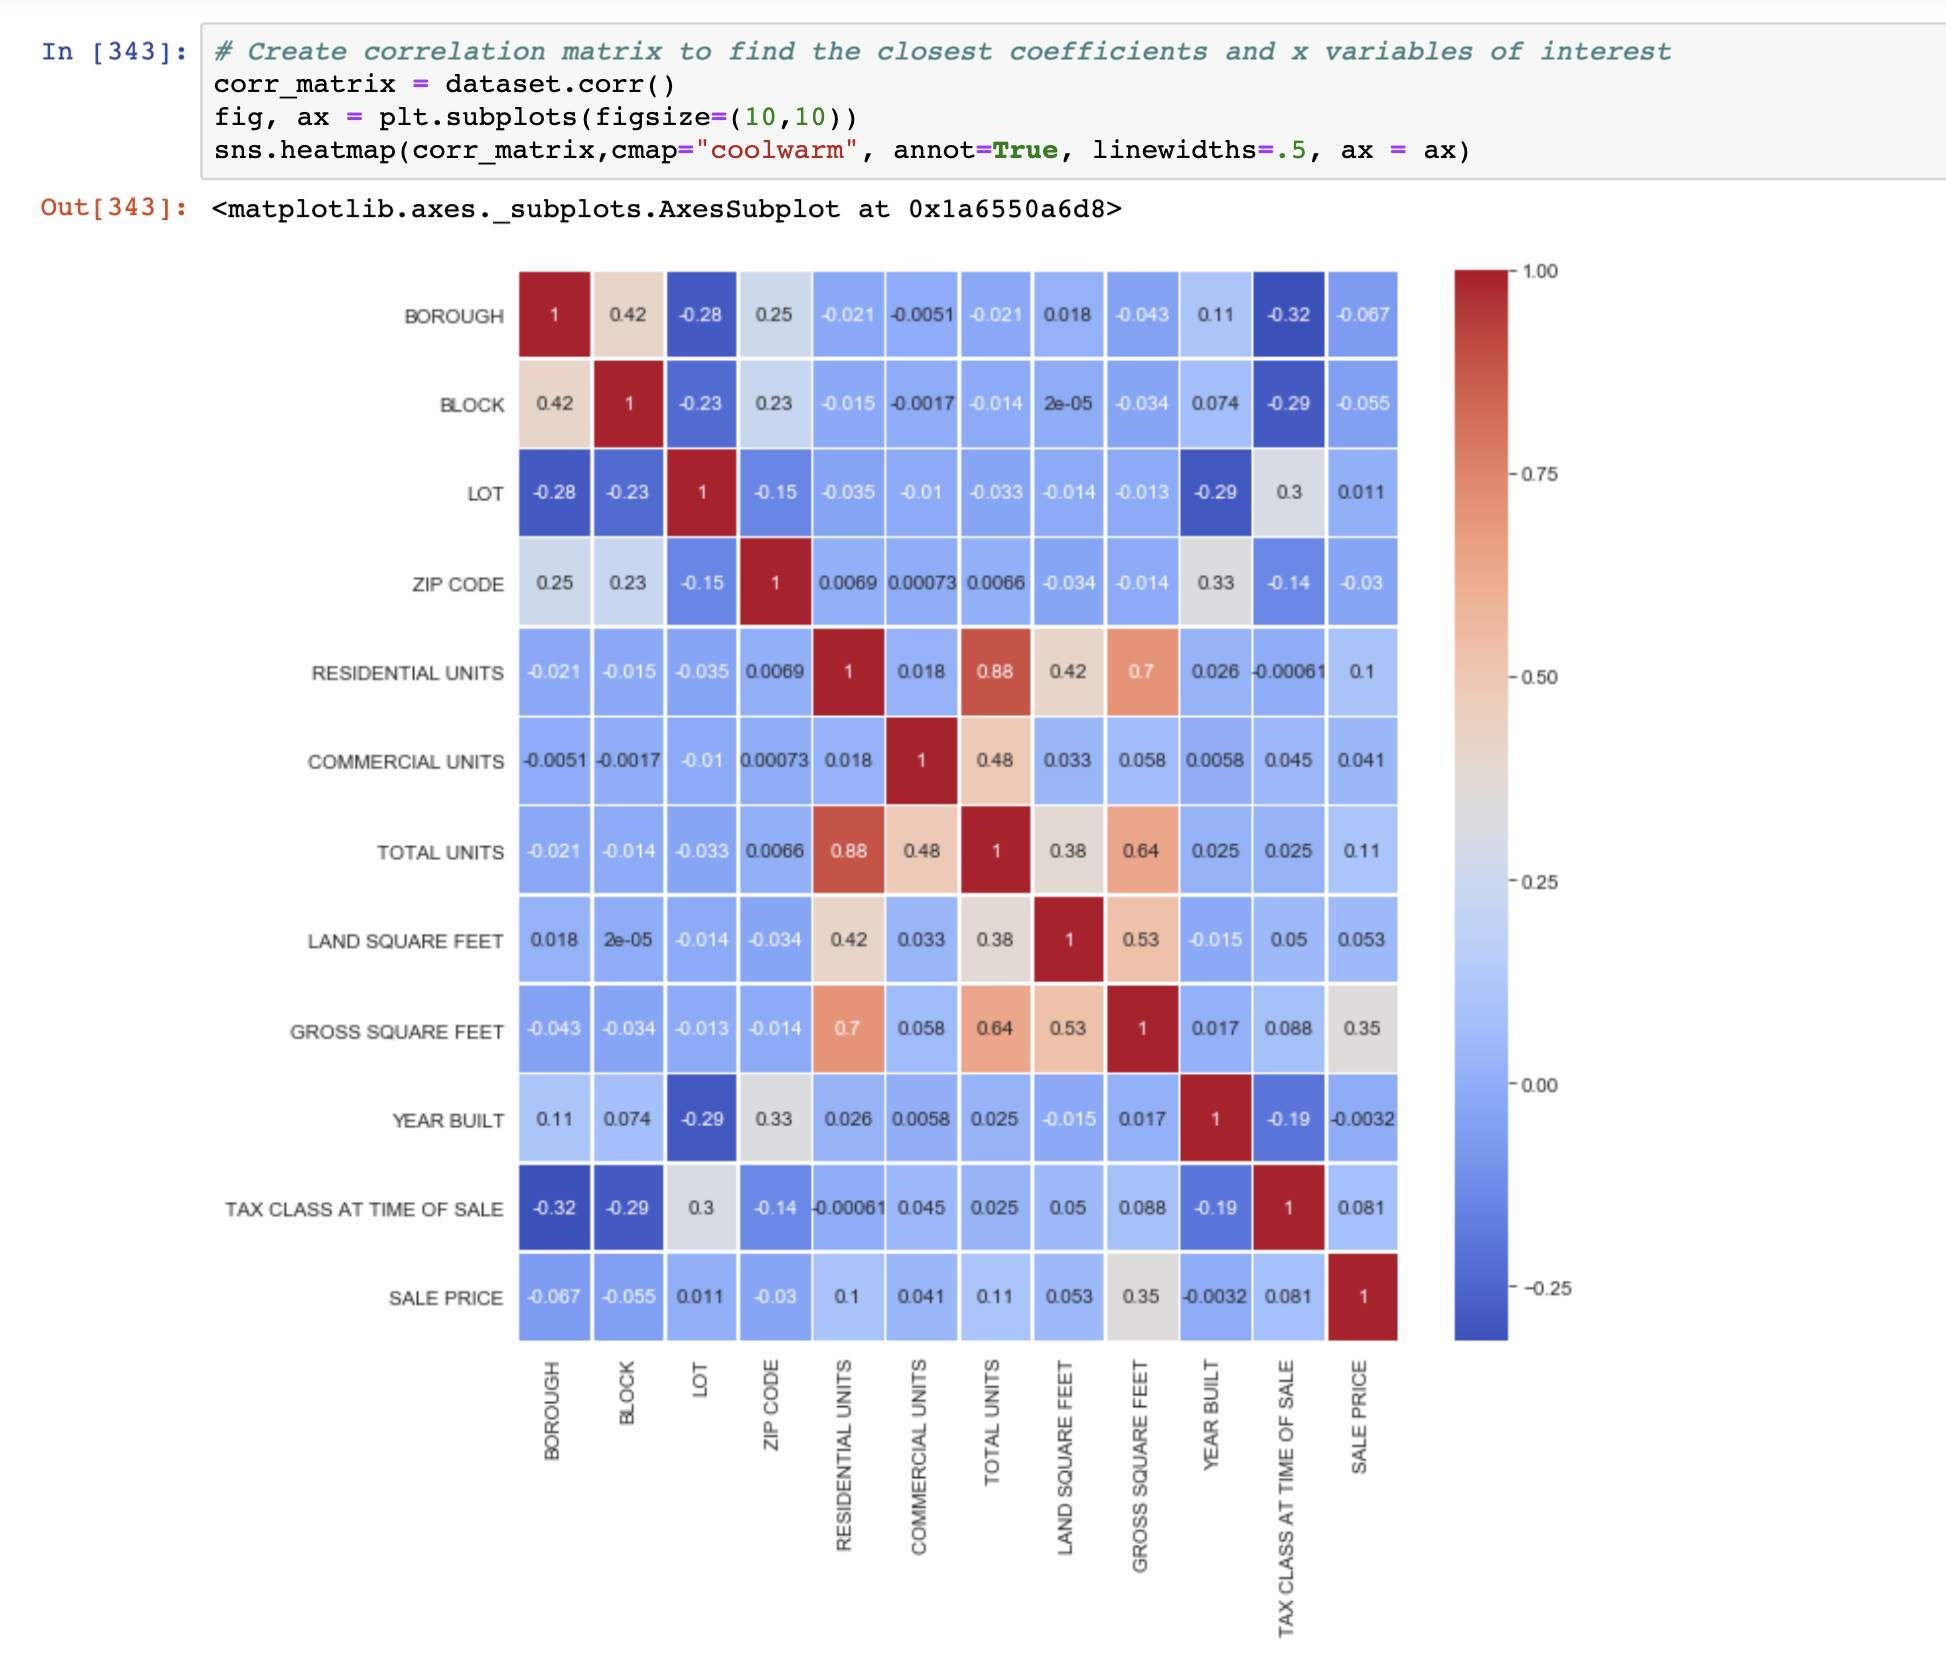 In [343]:
# Create correlation matrix to find the closest coefficients and x variables of interest
corr_matrix = dataset.corr()
fig, ax = plt.subplots(figsize=(10,10))
sns.heatmap(corr_matrix,cmap="coolwarm", annot=True, linewidths=.5, ax = ax)
Out[343]: <matplotlib.axes._subplots.AxesSubplot at 0x1a6550a6d8>
BOROUGH 1 0.42 -0.28 0.25 -0.021 -0.0051 -0.021 0.018 -0.043 0.11 -0.32 -0.067
BLOCK 0.42 1 -0.23 0.23 -0.015 -0.0017 -0.014 2e-05 -0.034 0.074 -0.29 -0.055
LOT -0.28 -0.23 1 -0.15 -0.035 -0.01 -0.033 -0.014 -0.013 -0.29 0.3 0.011
ZIP CODE 0.25 0.23 -0.15 1 0.0069 0.00073 0.0066 -0.034 -0.014 0.33 -0.14 -0.03
RESIDENTIAL UNITS -0.021 -0.015 -0.035 0.0069 1 0.018 0.88 0.42 0.7 0.026 -0.00061 0.1
COMMERCIAL UNITS -0.0051 -0.0017 -0.01 0.00073 0.018 1 0.48 0.033 0.058 0.0058 0.045 0.041
TOTAL UNITS -0.021 -0.014 -0.033 0.0066 0.88 0.48 1 0.38 0.64 0.025 0.025 0.11
LAND SQUARE FEET 0.018 2e-05 -0.014 -0.034 0.42 0.033 0.38 1 0.53 -0.015 0.05 0.053
GROSS SQUARE FEET -0.043 -0.034 -0.013 -0.014 0.7 0.058 0.64 0.53 1 0.017 0.088 0.35
YEAR BUILT 0.11 0.074 -0.29 0.33 0.026 0.0058 0.025 -0.015 0.017 1 -0.19 -0.0032
TAX CLASS AT TIME OF SALE -0.32 -0.29 0.3 -0.14 -0.00061 0.045 0.025 0.05 0.088 -0.19 1 0.081
SALE PRICE -0.067 -0.055 0.011 -0.03 0.1 0.041 0.11 0.053 0.35 -0.0032 0.081 1
BOROUGH
BLOCK
LOT
ZIP CODE
RESIDENTIAL UNITS
COMMERCIAL UNITS
TOTAL UNITS
LAND SQUARE FEET
GROSS SQUARE FEET
YEAR BUILT
TAX CLASS AT TIME OF SALE
SALE PRICE
1.00
0.75
0.50
0.25
0.00
−0.25